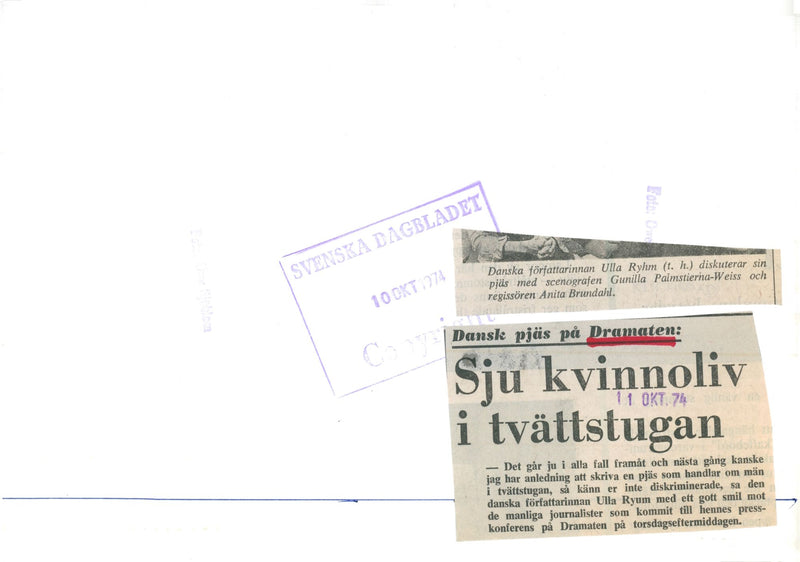 SVENSKA DAGBLADET
10 OKT 1974
Copyright
Foto:
Danska författarinnan Ulla Ryhm (t. h.) diskuterar sin
pjäs med scenografen Gunilla Palmstierna-Weiss och
regissören Anita Brundahl.
Dansk pjäs på Dramaten:
Sju kvinnoliv
11 OKT. 74
i tvättstugan
— Det går ju i alla fall framåt och nästa gång kanske
jag har anledning att skriva en pjäs som handlar om män
i tvättstugan, så känn er inte diskriminerade, sa den
danska författarinnan Ulla Ryum med ett gott smil mot
de manliga journalister som kommit till hennes press-
konferens på Dramaten på torsdagseftermiddagen.